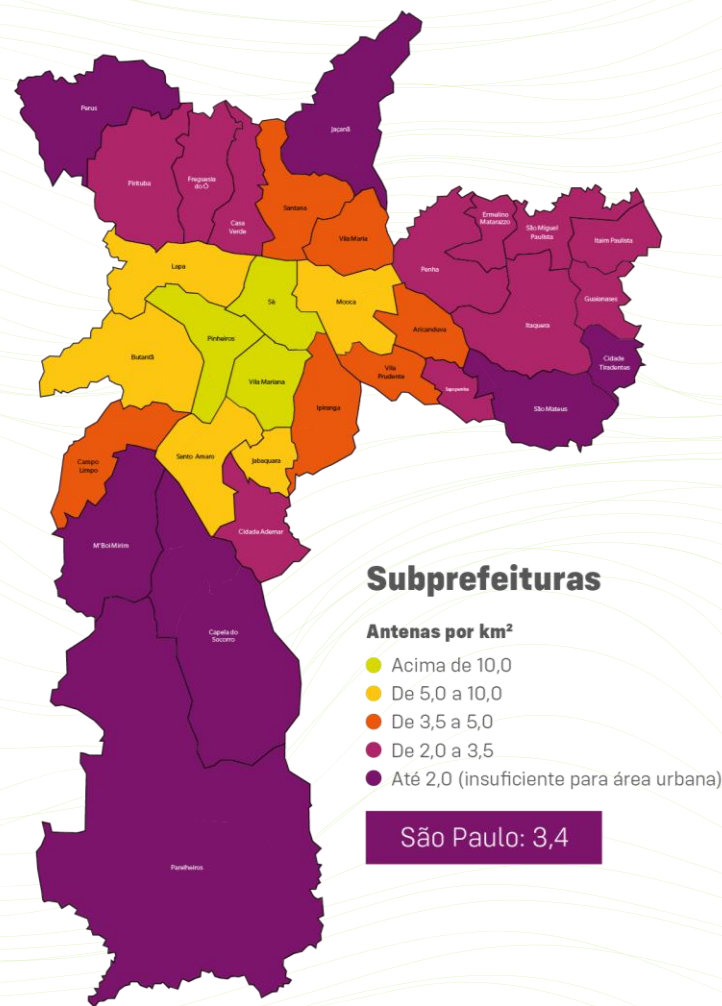 Perus
Jaçanã
Pirituba
Freguesia
do Ó
Casa
Verde
Santana
Vila Maria
Penha
Ermelino
Matarazzo
São Miguel
Paulista
Itaim Paulista
Lapa
Sé
Mooca
Guaianases
Itaquera
Pinheiros
Aricanduva
Butantã
Vila Mariana
Vila
Prudente
Cidade
Tiradentes
Sapopemba
Ipiranga
São Mateus
Campo
Limpo
Santo Amaro
Jabaquara
Cidade Ademar
M'Boi Mirim
Capela do
Socorro
Parelheiros
Subprefeituras
Antenas por km²
Acima de 10,0
De 5,0 a 10,0
De 3,5 a 5,0
De 2,0 a 3,5
Até 2,0 (insuficiente para área urbana)
São Paulo: 3,4